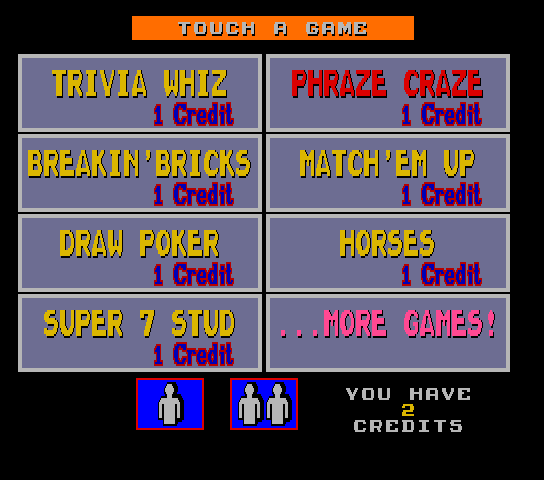 TOUCH A GAME
TRIVIA WHIZ
1 Credit
PHRAZE CRAZE
1 Credit
BREAKIN'BRICKS
1 Credit
MATCH'EM UP
1 Credit
DRAW POKER
1 Credit
HORSES
1 Credit
SUPER 7 STUD
1 Credit
...MORE GAMES!
YOU HAVE
2
CREDITS